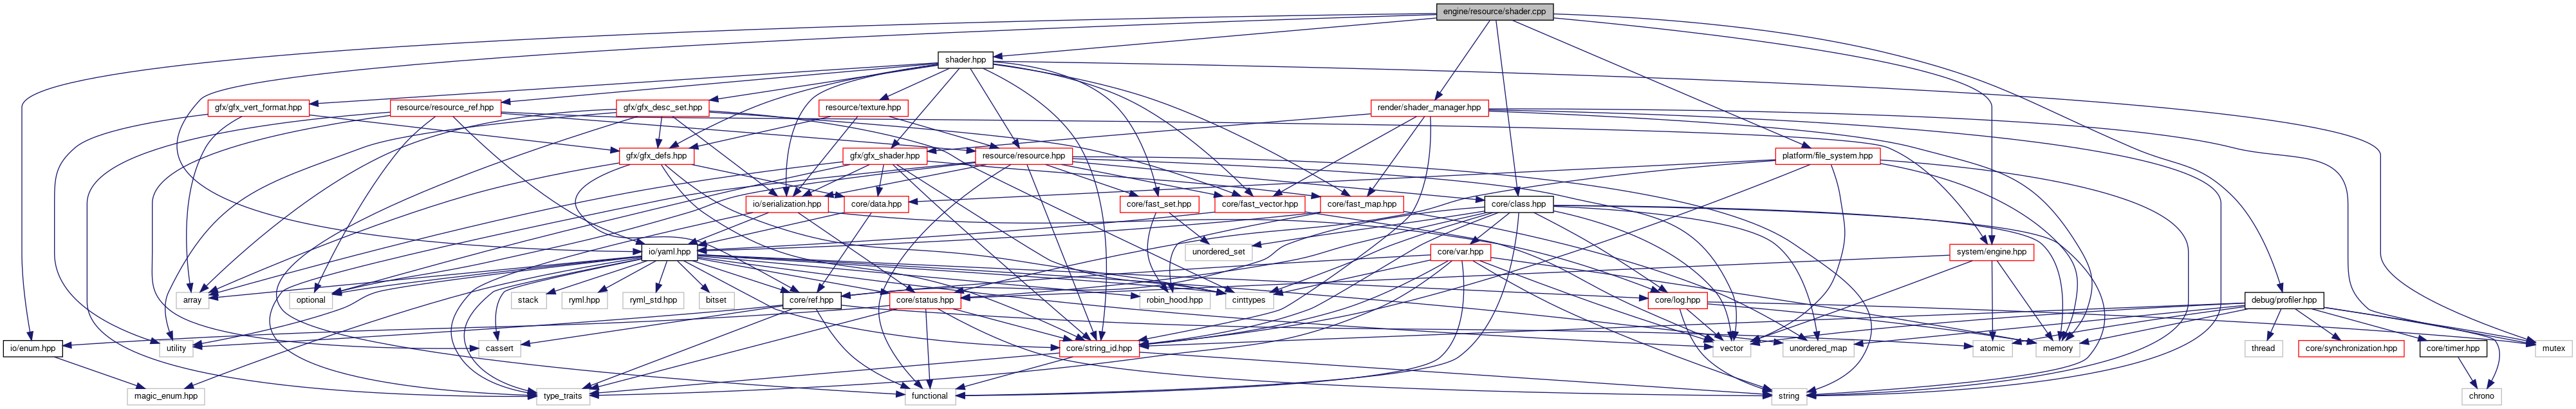 engine/resource/shader.cpp
shader.hpp
gfx/gfx_vert_format.hpp
resource/resource_ref.hpp
gfx/gfx_desc_set.hpp
resource/texture.hpp
render/shader_manager.hpp
gfx/gfx_defs.hpp
gfx/gfx_shader.hpp
resource/resource.hpp
platform/file_system.hpp
io/serialization.hpp
core/data.hpp
core/fast_set.hpp
core/fast_vector.hpp
core/fast_map.hpp
core/class.hpp
io/yaml.hpp
unordered_set
core/var.hpp
system/engine.hpp
array
optional
stack
ryml.hpp
ryml_std.hpp
bitset
core/ref.hpp
core/status.hpp
robin_hood.hpp
cinttypes
core/log.hpp
debug/profiler.hpp
io/enum.hpp
utility
cassert
core/string_id.hpp
vector
unordered_map
atomic
memory
thread
core/synchronization.hpp
core/timer.hpp
mutex
magic_enum.hpp
type_traits
functional
string
chrono